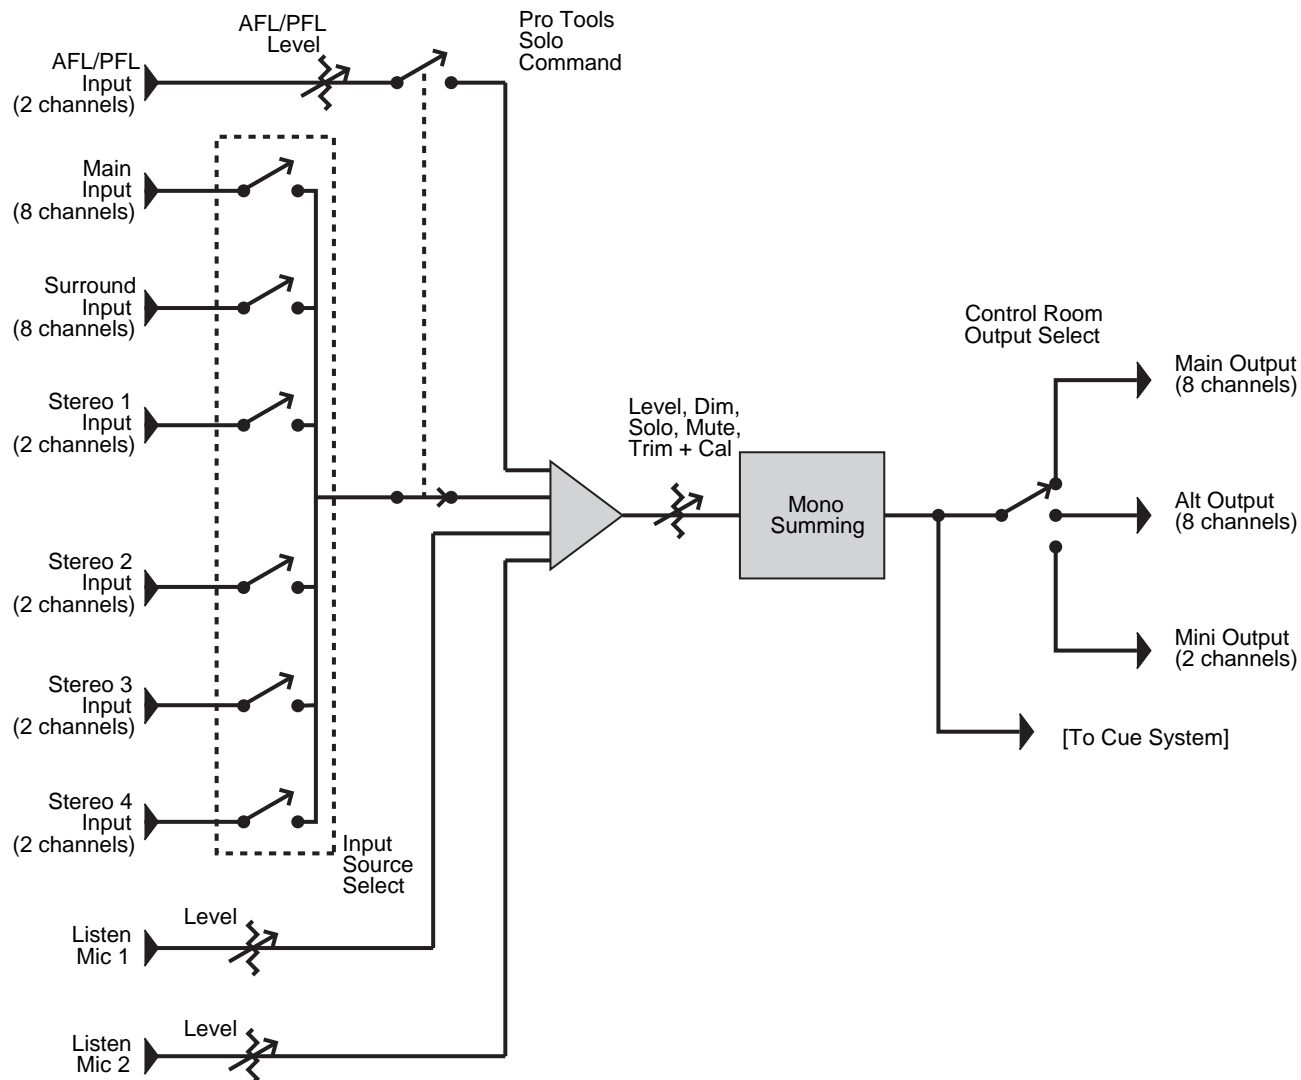 AFL/PFL
Level
Pro Tools
Solo
Command
AFL/PFL
Input
(2 channels)
Main
Input
(8 channels)
Surround
Input
(8 channels)
Stereo 1
Input
(2 channels)
Stereo 2
Input
(2 channels)
Stereo 3
Input
(2 channels)
Stereo 4
Input
(2 channels)
Input
Source
Select
Level
Listen
Mic 1
Level
Listen
Mic 2
Level, Dim,
Solo, Mute,
Trim + Cal
Mono
Summing
Control Room
Output Select
Main Output
(8 channels)
Alt Output
(8 channels)
Mini Output
(2 channels)
[To Cue System]